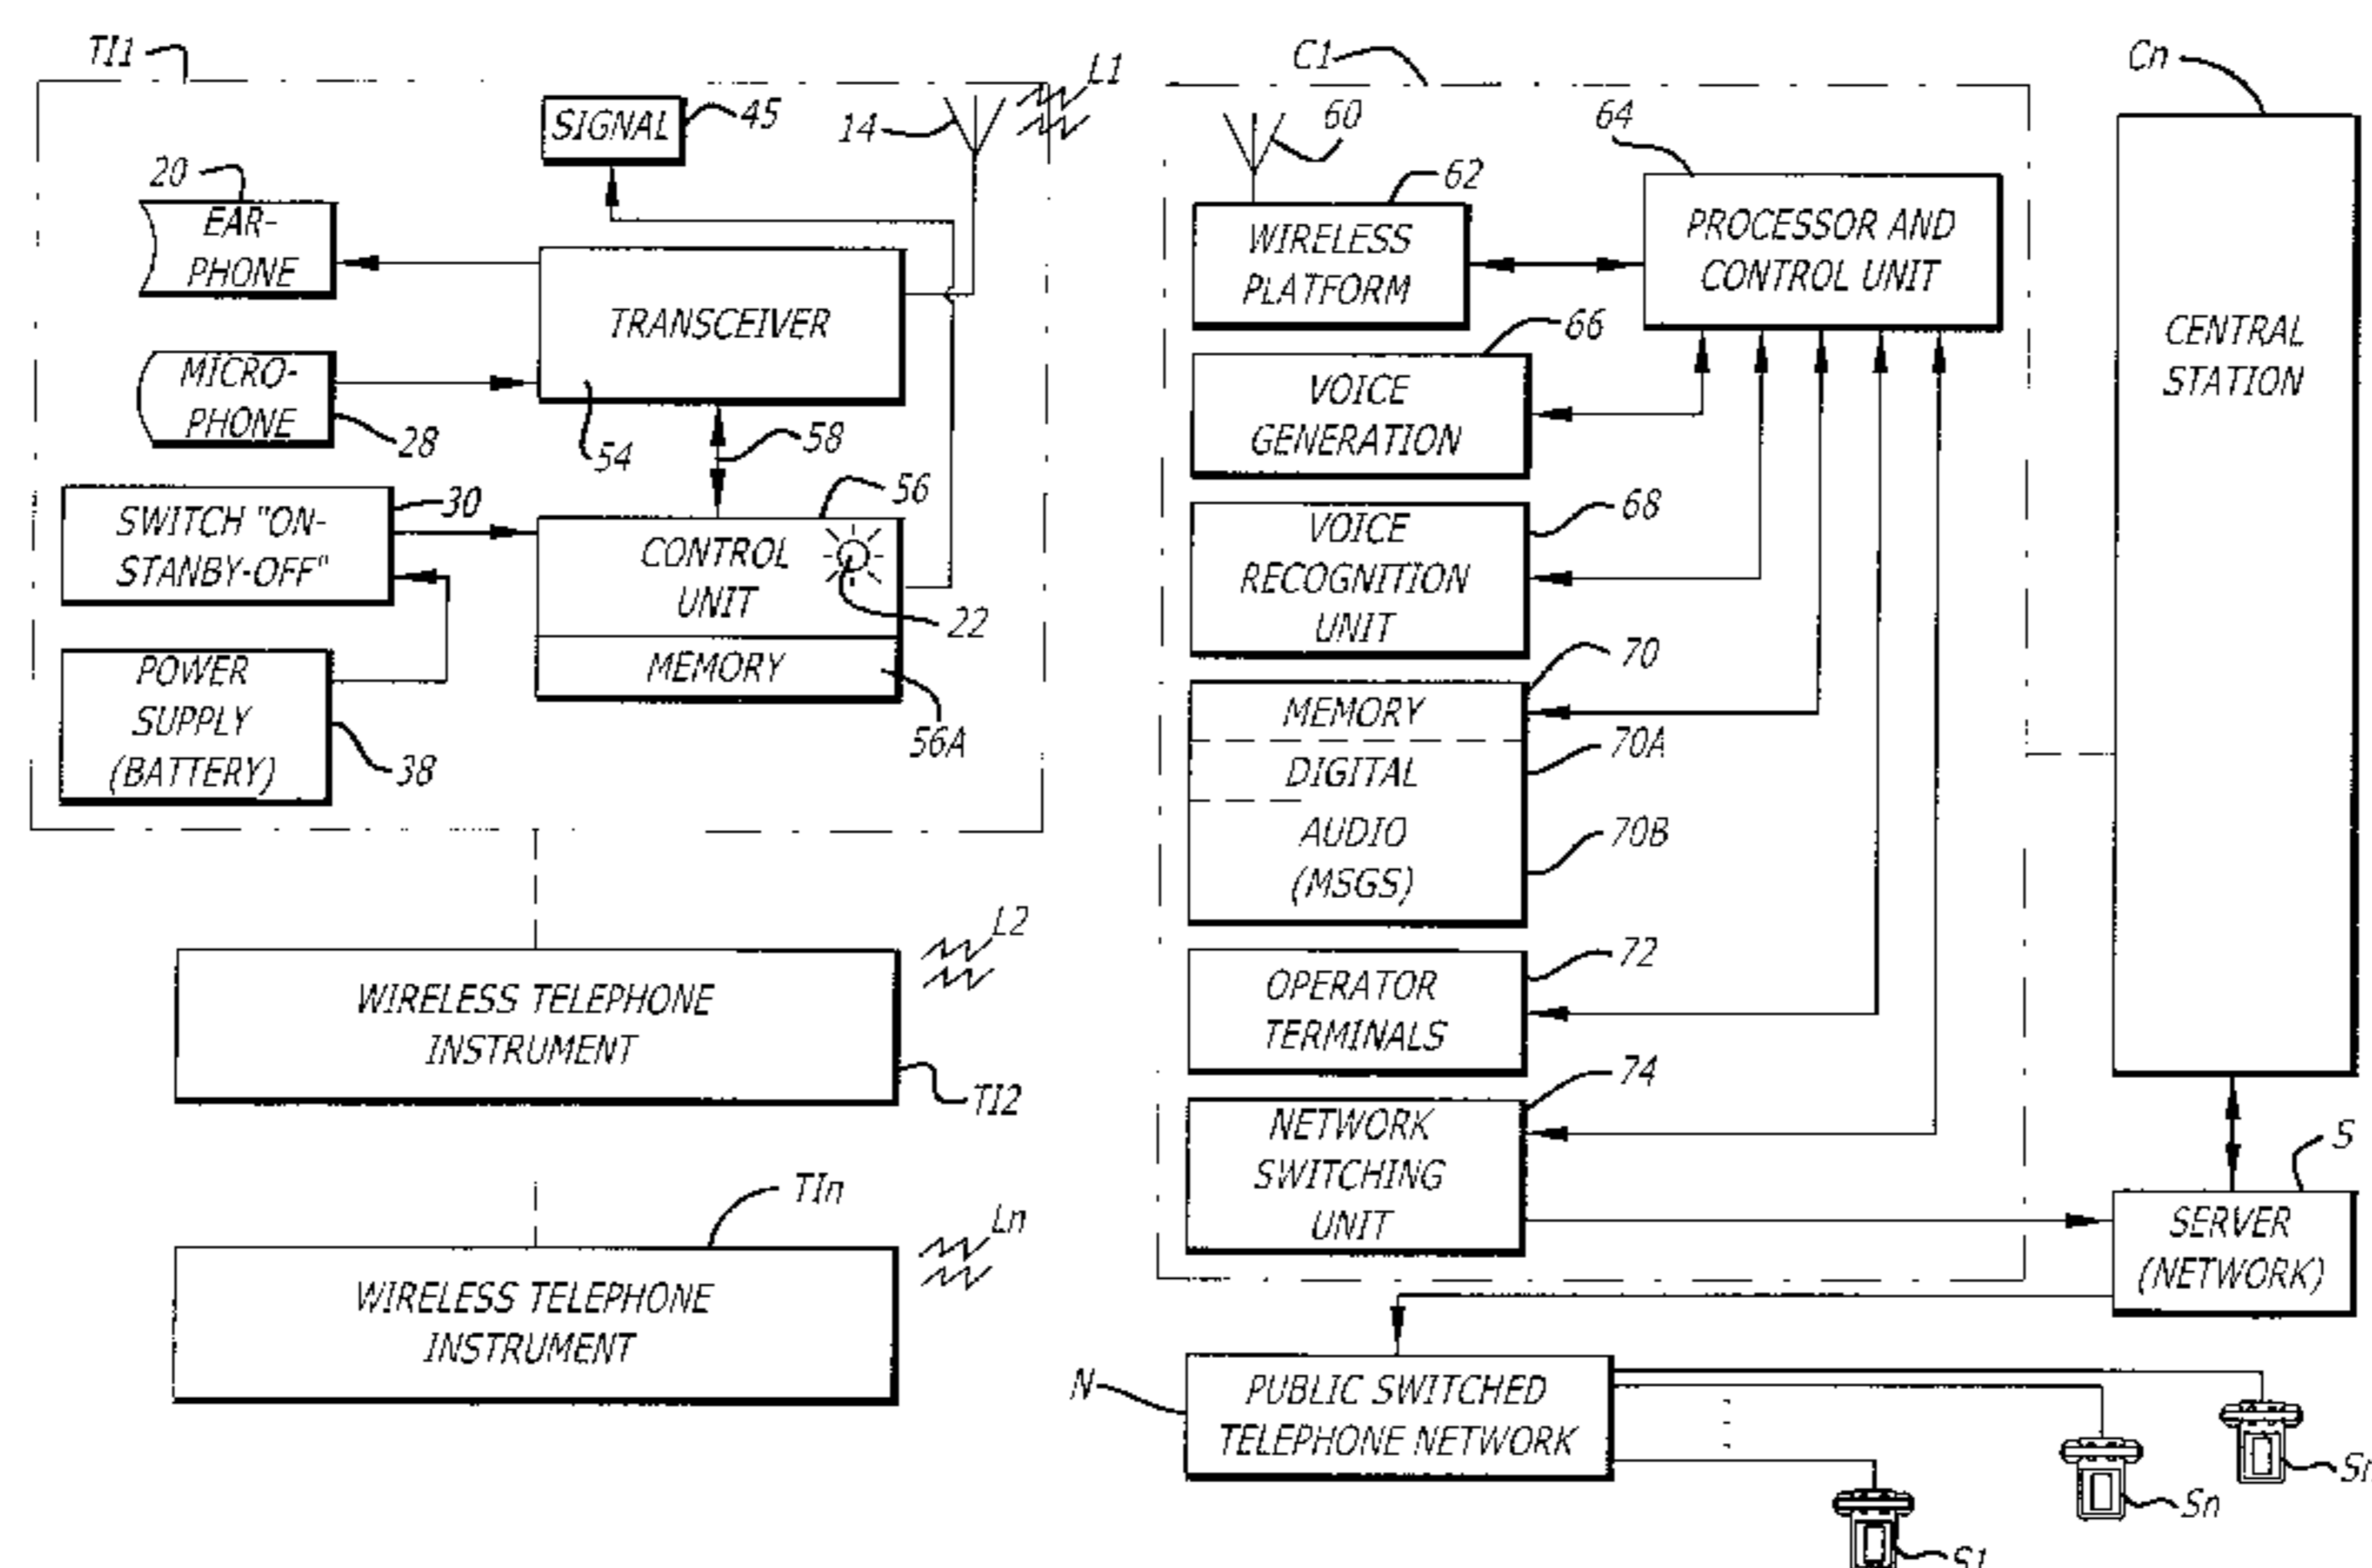 TI1
L1
C1
Cn
SIGNAL
45
14
60
64
20
EAR-
PHONE
62
WIRELESS
PLATFORM
PROCESSOR AND
CONTROL UNIT
TRANSCEIVER
66
CENTRAL
STATION
MICRO-
PHONE
28
54
58
VOICE
GENERATION
30
SWITCH "ON-
STANBY-OFF"
56
CONTROL
UNIT
22
MEMORY
56A
68
VOICE
RECOGNITION
UNIT
POWER
SUPPLY
(BATTERY)
38
70
MEMORY
70A
DIGITAL
AUDIO
(MSGS)
70B
L2
WIRELESS TELEPHONE
INSTRUMENT
TI2
72
OPERATOR
TERMINALS
74
NETWORK
SWITCHING
UNIT
S
SERVER
(NETWORK)
TIn
Ln
WIRELESS TELEPHONE
INSTRUMENT
N
PUBLIC SWITCHED
TELEPHONE NETWORK
Sn
S1